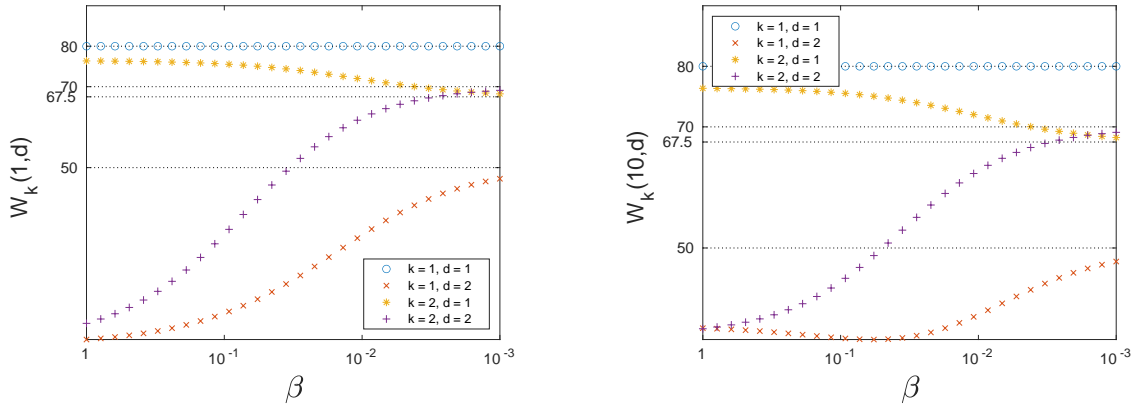 80
70
67.5
50
W_k(1,d)
k = 1, d = 1
k = 1, d = 2
k = 2, d = 1
k = 2, d = 2
1
10^-1
10^-2
10^-3
β
k = 1, d = 1
k = 1, d = 2
k = 2, d = 1
k = 2, d = 2
80
70
67.5
50
W_k(10,d)
1
10^-1
10^-2
10^-3
β